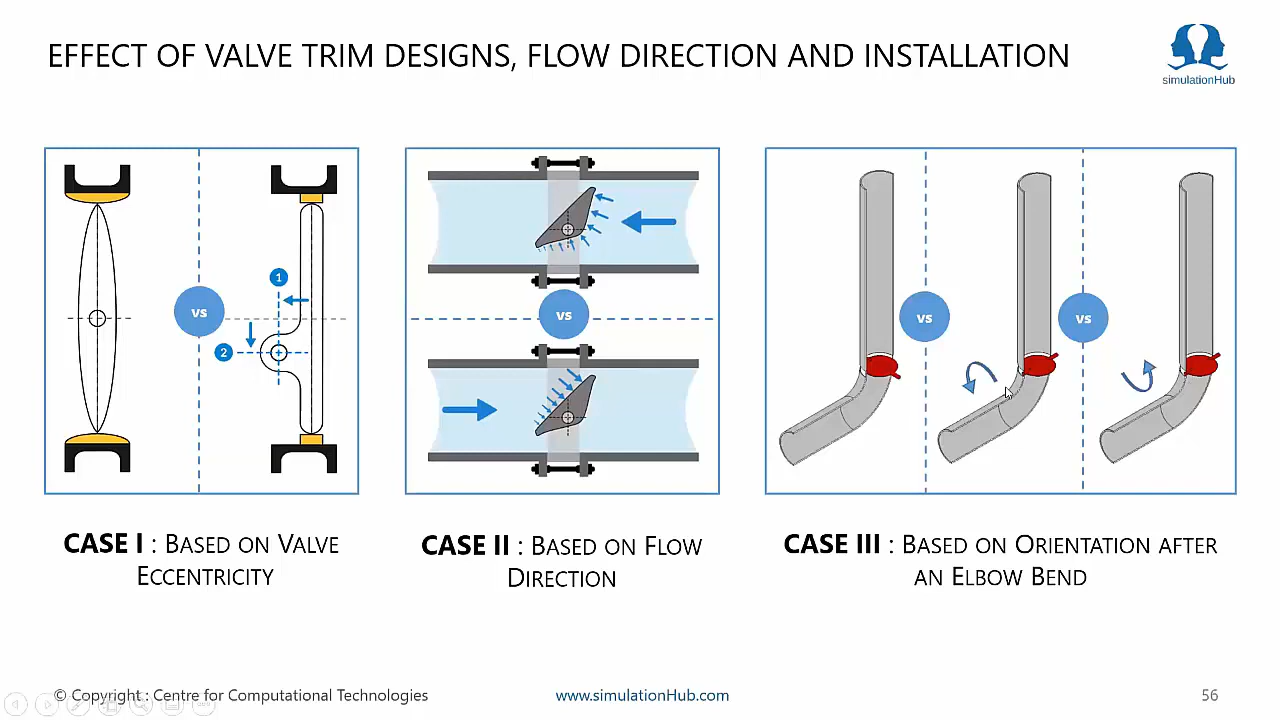 EFFECT OF VALVE TRIM DESIGNS, FLOW DIRECTION AND INSTALLATION
simulationHub
1
vs
2
vs
vs
vs
CASE I : BASED ON VALVE
ECCENTRICITY
CASE II : BASED ON FLOW
DIRECTION
CASE III : BASED ON ORIENTATION AFTER
AN ELBOW BEND
© Copyright : Centre for Computational Technologies
www.simulationHub.com
56